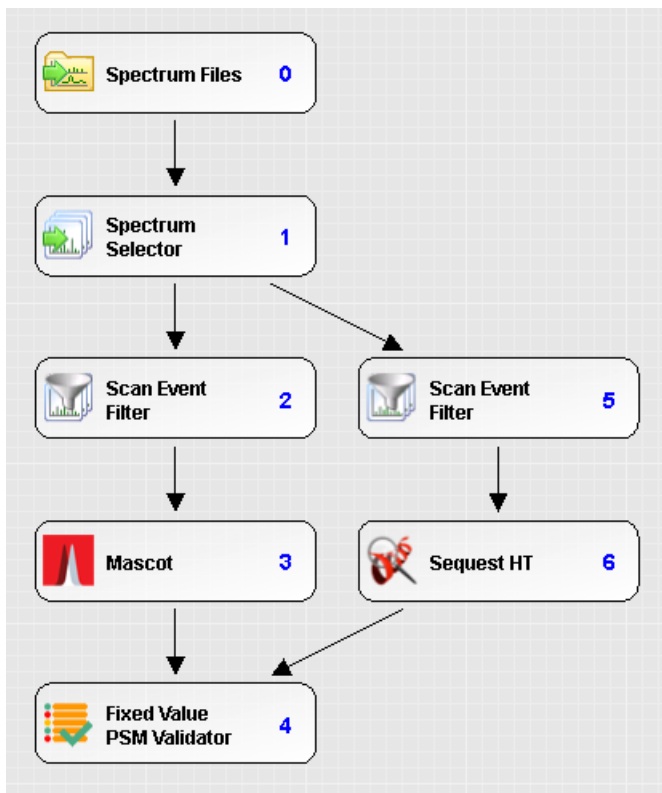 Spectrum Files 0
Spectrum
Selector 1
Scan Event
Filter 2
Scan Event
Filter 5
Mascot 3
Sequest HT 6
Fixed Value
PSM Validator 4